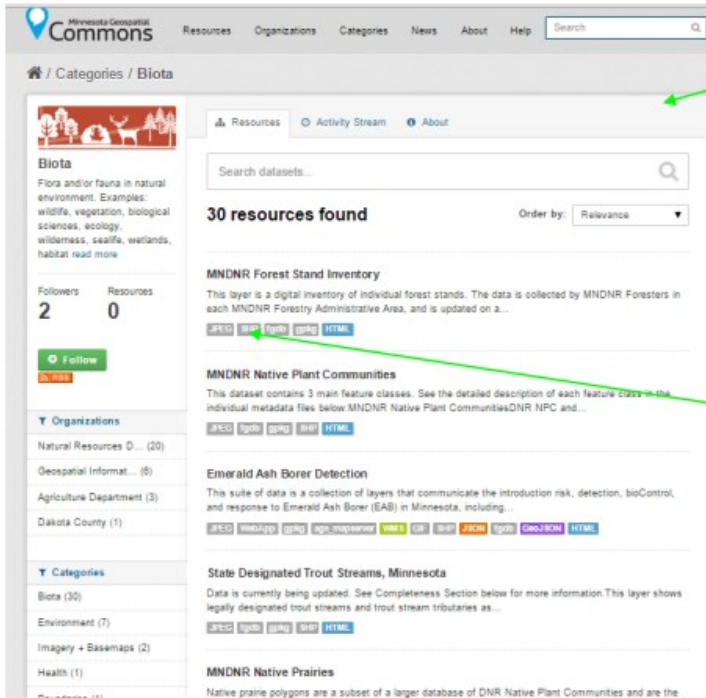 Minnesota Geospatial
Commons
Resources Organizations Categories News About Help Search
/ Categories / Biota
Resources Activity Stream About
Biota
Flora and/or fauna in natural
environment. Examples:
wildlife, vegetation, biological
sciences, ecology,
wilderness, sealife, wetlands,
habitat read more
Followers Resources
2 0
Follow
RSS
Organizations
Natural Resources D... (20)
Geospatial Informat... (6)
Agriculture Department (3)
Dakota County (1)
Categories
Biota (30)
Environment (7)
Imagery + Basemaps (2)
Health (1)
Boundaries (1)
Search datasets...
30 resources found Order by: Relevance
MNDNR Forest Stand Inventory
This layer is a digital inventory of individual forest stands. The data is collected by MNDNR Foresters in
each MNDNR Forestry Administrative Area, and is updated on a...
JPEG SHP fgdb gpkg HTML
MNDNR Native Plant Communities
This dataset contains 3 main feature classes. See the detailed description of each feature class in the
individual metadata files below:MNDNR Native Plant CommunitiesDNR NPC and...
JPEG fgdb gpkg SHP HTML
Emerald Ash Borer Detection
This suite of data is a collection of layers that communicate the introduction risk, detection, bioControl,
and response to Emerald Ash Borer (EAB) in Minnesota, including...
JPEG WebApp gpkg ags_mapserver WMS GIF SHP JSON fgdb GeoJSON HTML
State Designated Trout Streams, Minnesota
Data is currently being updated. See Completeness Section below for more information.This layer shows
legally designated trout streams and trout stream tributaries as...
JPEG fgdb gpkg SHP HTML
MNDNR Native Prairies
Native prairie polygons are a subset of a larger database of DNR Native Plant Communities and are the